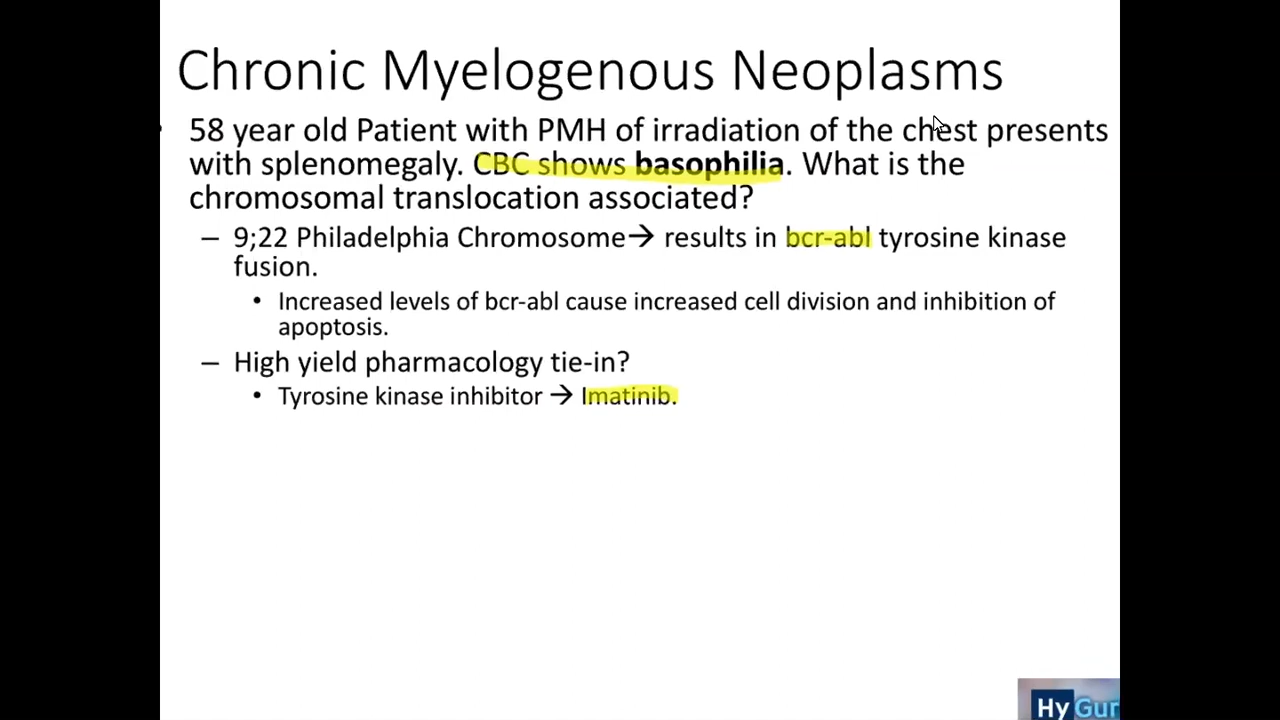 Chronic Myelogenous Neoplasms
• 58 year old Patient with PMH of irradiation of the chest presents
with splenomegaly. CBC shows basophilia. What is the
chromosomal translocation associated?
– 9;22 Philadelphia Chromosome→ results in bcr-abl tyrosine kinase
fusion.
• Increased levels of bcr-abl cause increased cell division and inhibition of
apoptosis.
– High yield pharmacology tie-in?
• Tyrosine kinase inhibitor → Imatinib.
HyGur